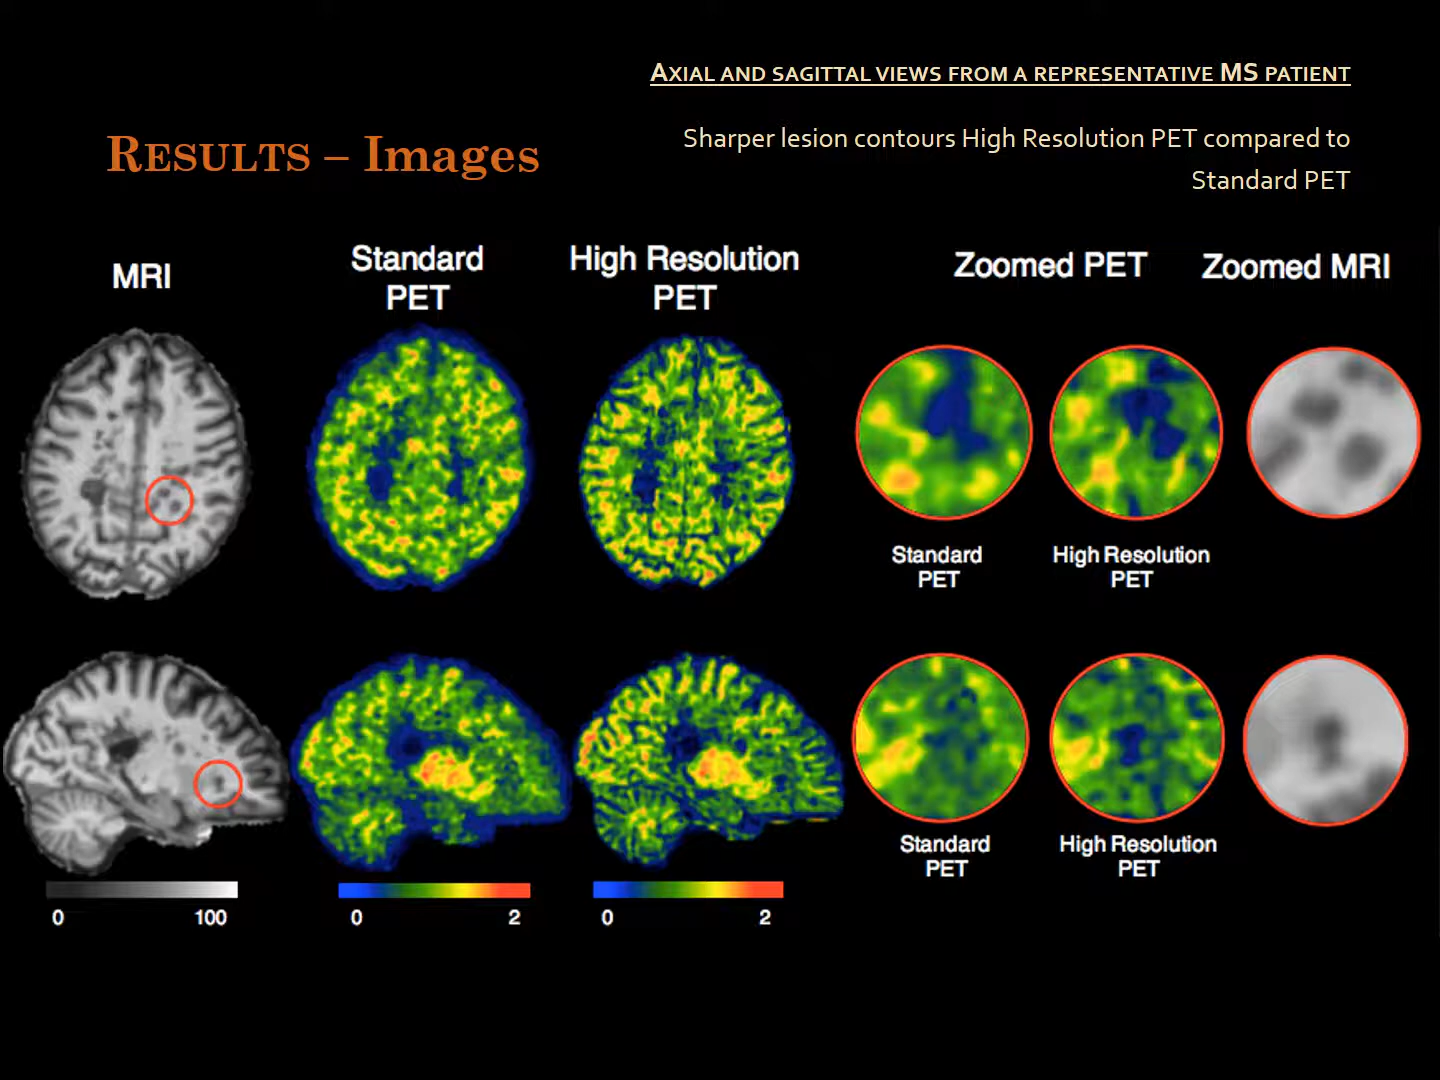 AXIAL AND SAGITTAL VIEWS FROM A REPRESENTATIVE MS PATIENT
RESULTS – Images
Sharper lesion contours High Resolution PET compared to
Standard PET
MRI
Standard
PET
High Resolution
PET
Zoomed PET
Zoomed MRI
Standard
PET
High Resolution
PET
Standard
PET
High Resolution
PET
0 100
0 2
0 2